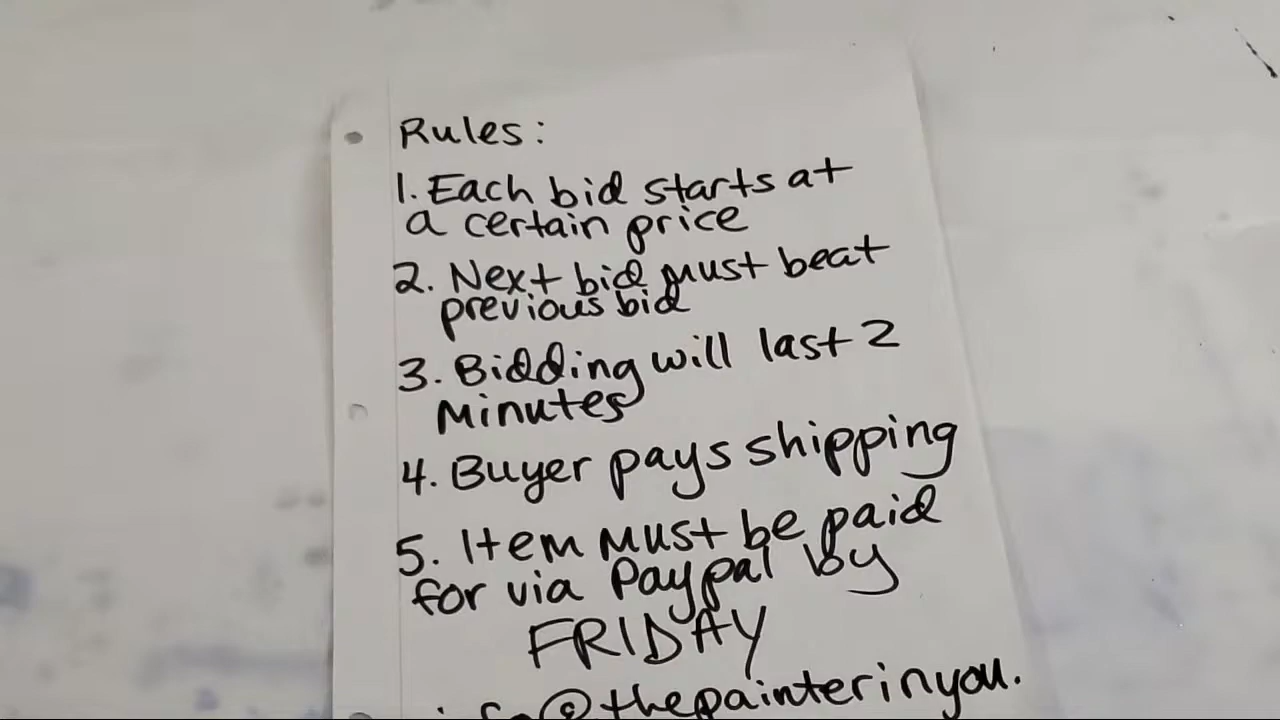 Rules:
1. Each bid starts at
a certain price
2. Next bid must beat
previous bid
3. Bidding will last 2
Minutes
4. Buyer pays shipping
5. Item must be paid
for via Paypal by
FRIDAY
info@thepainterinyou.